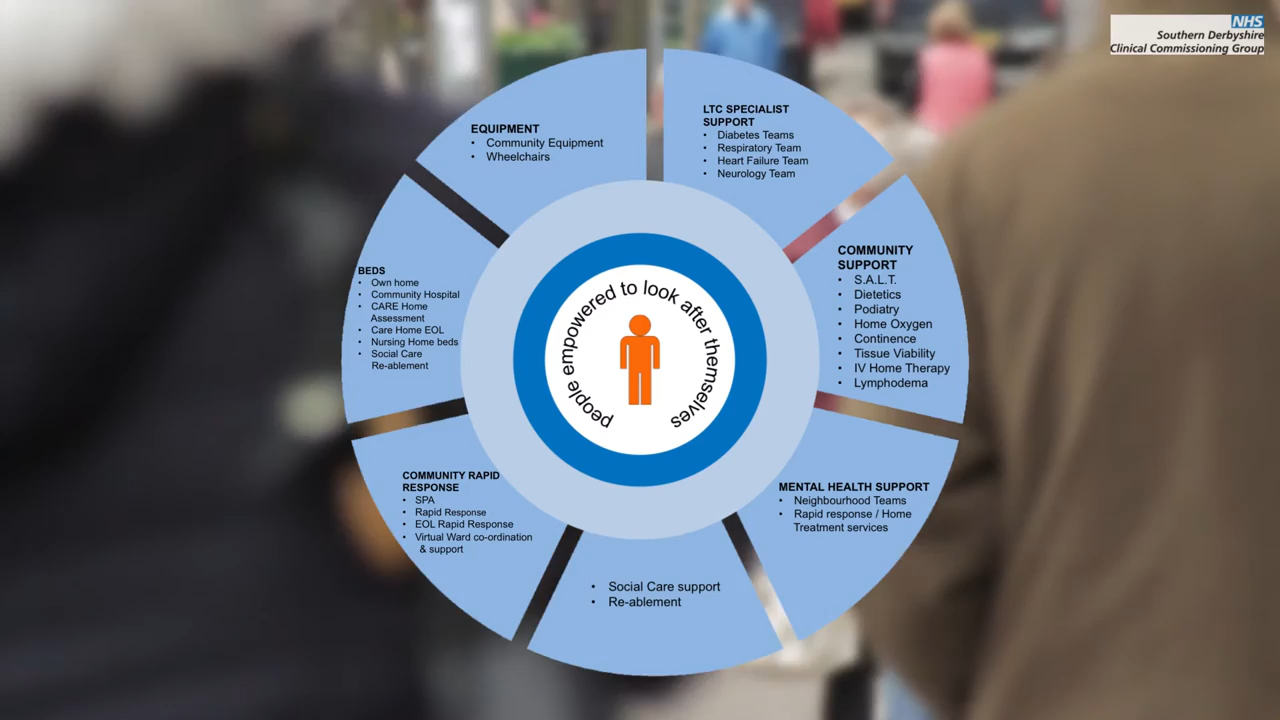 NHS
Southern Derbyshire
Clinical Commissioning Group
EQUIPMENT
• Community Equipment
• Wheelchairs
LTC SPECIALIST
SUPPORT
• Diabetes Teams
• Respiratory Team
• Heart Failure Team
• Neurology Team
COMMUNITY
SUPPORT
• S.A.L.T.
• Dietetics
• Podiatry
• Home Oxygen
• Continence
• Tissue Viability
• IV Home Therapy
• Lymphodema
MENTAL HEALTH SUPPORT
• Neighbourhood Teams
• Rapid response / Home
Treatment services
• Social Care support
• Re-ablement
COMMUNITY RAPID
RESPONSE
• SPA
• Rapid Response
• EOL Rapid Response
• Virtual Ward co-ordination
& support
BEDS
• Own home
• Community Hospital
• CARE Home
Assessment
• Care Home EOL
• Nursing Home beds
• Social Care
Re-ablement
people empowered to look after themselves